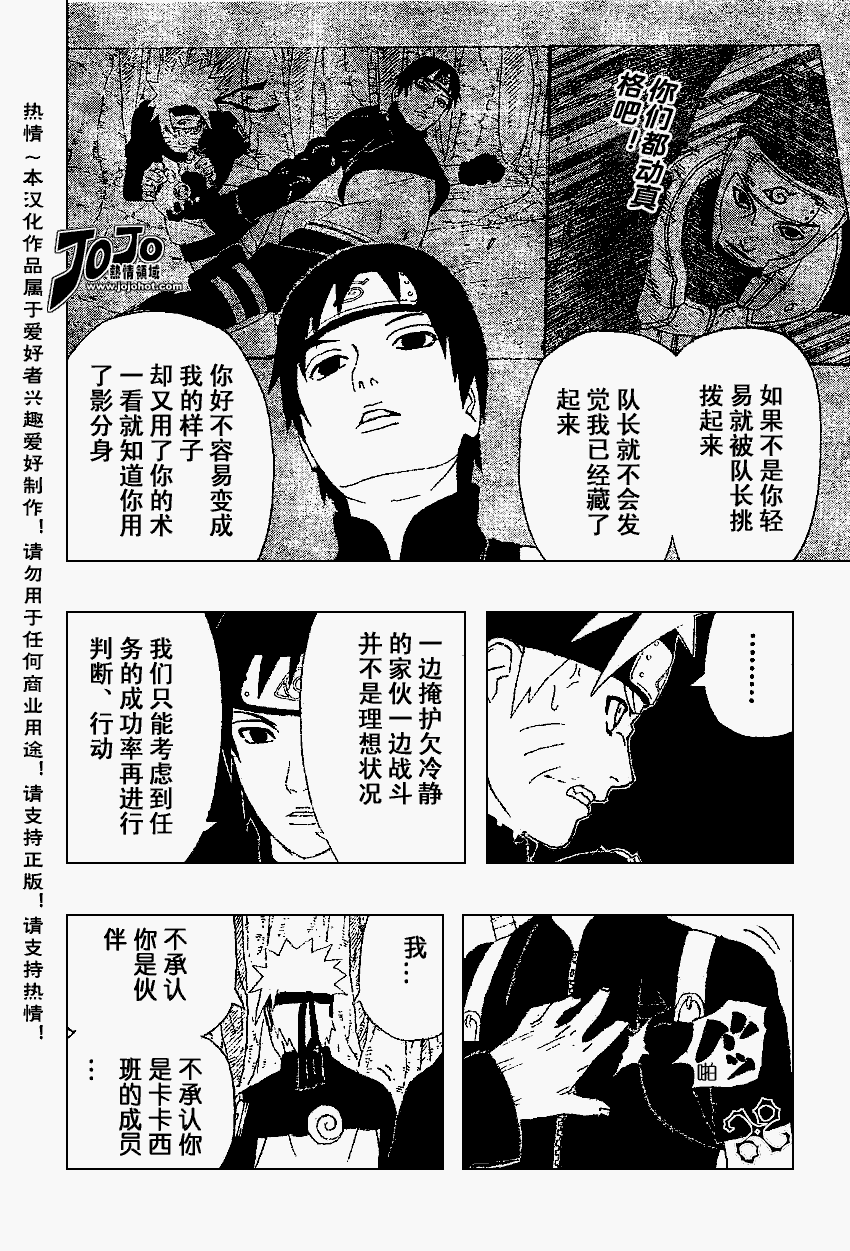 你们都动真
格吧！
如果不是你轻
易就被队长挑
拨起来
队长就不会发
觉我已经藏了
起来
你好不容易变成
我的样子
却又用了你的术
一看就知道你用
了影分身
………
一边掩护欠冷静
的家伙一边战斗
并不是理想状况
我们只能考虑到任
务的成功率再进行
判断、行动
バッ
啪
我…
不承认
你是伙
伴
不承认你
是卡卡西
班的成员
…
热情～本汉化作品属于爱好者兴趣爱好制作！请勿用于任何商业用途！请支持正版！请支持热情！
JOJO
热情領域
www.jojohot.com